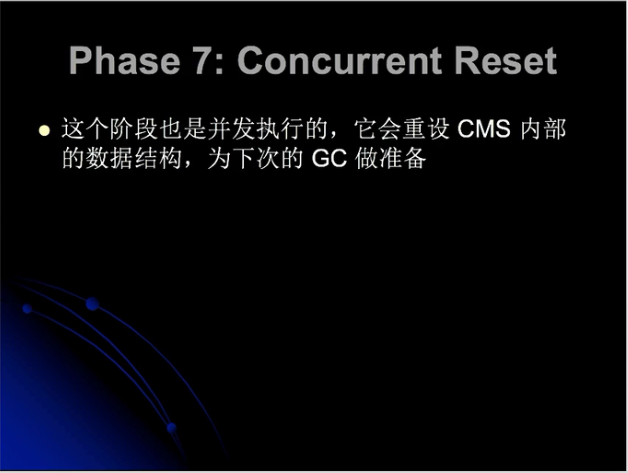 Phase 7: Concurrent Reset
这个阶段也是并发执行的，它会重设 CMS 内部
的数据结构，为下次的 GC 做准备